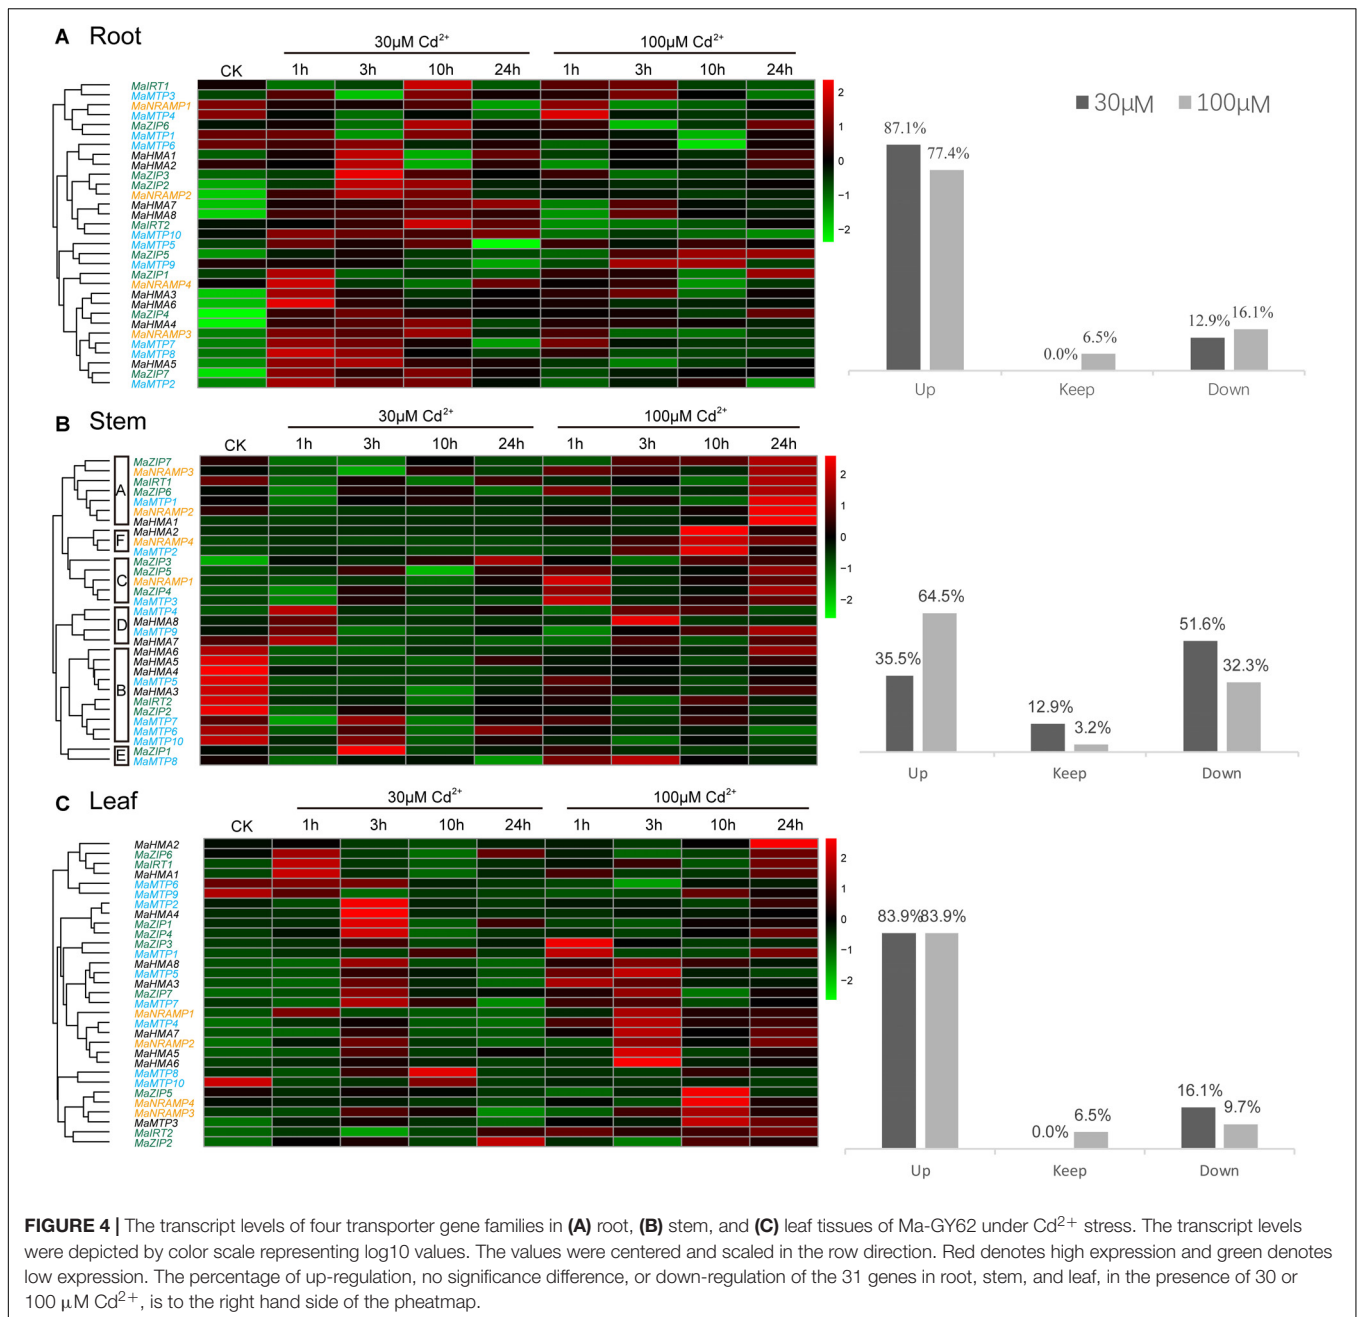 A Root
30μM Cd²⁺ 100μM Cd²⁺
CK 1h 3h 10h 24h 1h 3h 10h 24h
MaIRT1
MaMTP3
MaNRAMP1
MaMTP4
MaZIP6
MaMTP1
MaMTP6
MaHMA1
MaHMA2
MaZIP3
MaZIP2
MaNRAMP2
MaHMA7
MaHMA8
MaIRT2
MaMTP10
MaMTP5
MaZIP5
MaMTP9
MaZIP1
MaNRAMP4
MaHMA3
MaHMA6
MaZIP4
MaHMA4
MaNRAMP3
MaMTP7
MaMTP8
MaHMA5
MaZIP7
MaMTP2
2
1
0
−1
−2
30μM 100μM
87.1% 77.4% 0.0% 6.5% 12.9% 16.1%
Up Keep Down
B Stem
30μM Cd²⁺ 100μM Cd²⁺
CK 1h 3h 10h 24h 1h 3h 10h 24h
A
F
C
D
B
E
MaZIP7
MaNRAMP3
MaIRT1
MaZIP6
MaMTP1
MaNRAMP2
MaHMA1
MaHMA2
MaNRAMP4
MaMTP2
MaZIP3
MaZIP5
MaNRAMP1
MaZIP4
MaMTP3
MaMTP4
MaHMA8
MaMTP9
MaHMA7
MaHMA6
MaHMA5
MaHMA4
MaMTP5
MaHMA3
MaIRT2
MaZIP2
MaMTP7
MaMTP6
MaMTP10
MaZIP1
MaMTP8
2
1
0
−1
−2
35.5% 64.5% 12.9% 3.2% 51.6% 32.3%
Up Keep Down
C Leaf
30μM Cd²⁺ 100μM Cd²⁺
CK 1h 3h 10h 24h 1h 3h 10h 24h
MaHMA2
MaZIP6
MaIRT1
MaHMA1
MaMTP6
MaMTP9
MaMTP2
MaHMA4
MaZIP1
MaZIP4
MaZIP3
MaMTP1
MaHMA8
MaMTP5
MaHMA3
MaZIP7
MaMTP7
MaNRAMP1
MaMTP4
MaHMA7
MaNRAMP2
MaHMA5
MaHMA6
MaMTP8
MaMTP10
MaZIP5
MaNRAMP4
MaNRAMP3
MaMTP3
MaIRT2
MaZIP2
2
1
0
−1
−2
83.9% 83.9% 0.0% 6.5% 16.1% 9.7%
Up Keep Down
FIGURE 4 | The transcript levels of four transporter gene families in (A) root, (B) stem, and (C) leaf tissues of Ma-GY62 under Cd²⁺ stress. The transcript levels
were depicted by color scale representing log10 values. The values were centered and scaled in the row direction. Red denotes high expression and green denotes
low expression. The percentage of up-regulation, no significance difference, or down-regulation of the 31 genes in root, stem, and leaf, in the presence of 30 or
100 μM Cd²⁺, is to the right hand side of the pheatmap.